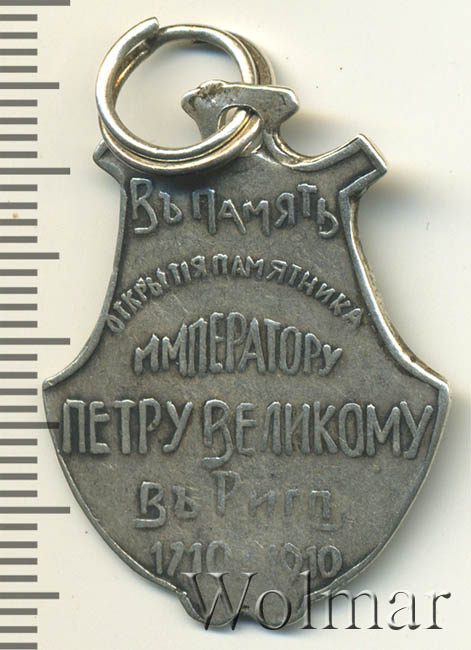 Въ память
открытія памятника
императору
Петру Великому
въ Ригѣ
1710 1910
Wolmar